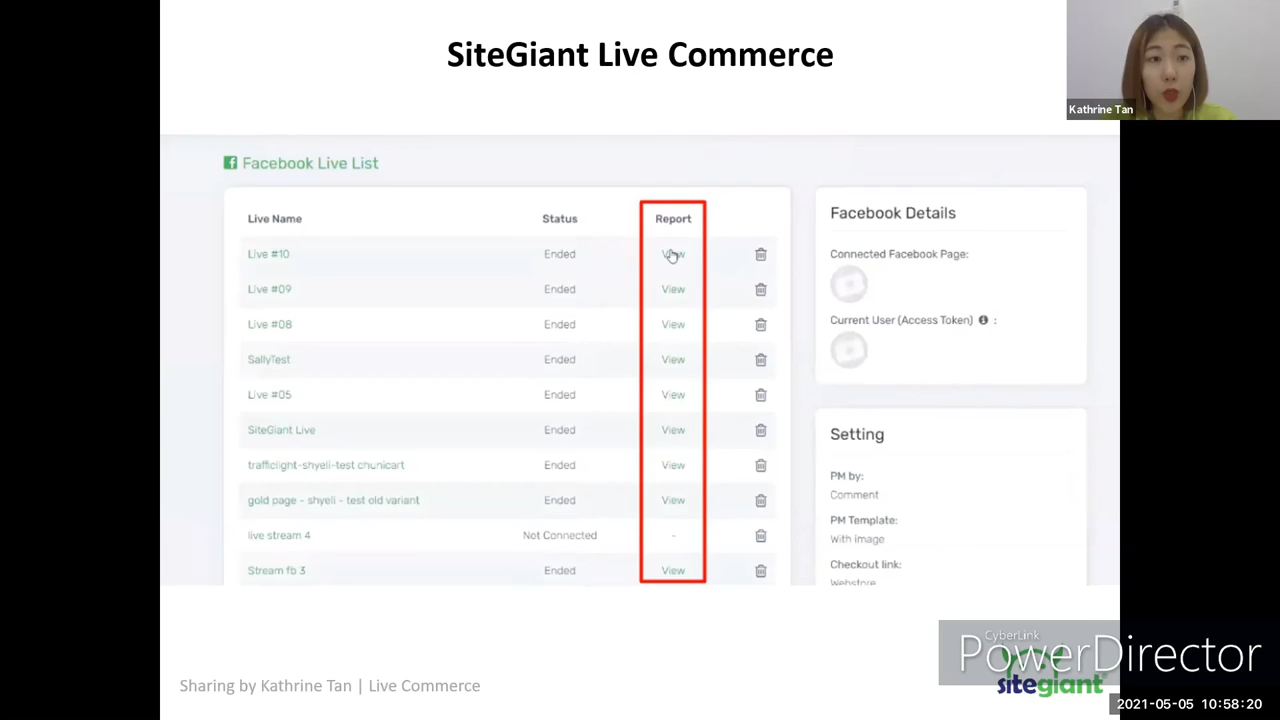 SiteGiant Live Commerce
Kathrine Tan
Facebook Live List
Live Name Status Report
Live #10 Ended
Live #09 Ended View
Live #08 Ended View
SallyTest Ended View
Live #05 Ended View
SiteGiant Live Ended View
trafficlight-shyeli-test chunicart Ended View
gold page - shyeli - test old variant Ended View
live stream 4 Not Connected -
Stream fb 3 Ended View
Facebook Details
Connected Facebook Page:
Current User (Access Token) :
Setting
PM by:
Comment
PM Template:
With image
Checkout link:
Webstore
CyberLink
PowerDirector
sitegiant
Sharing by Kathrine Tan | Live Commerce
2021-05-05 10:58:20